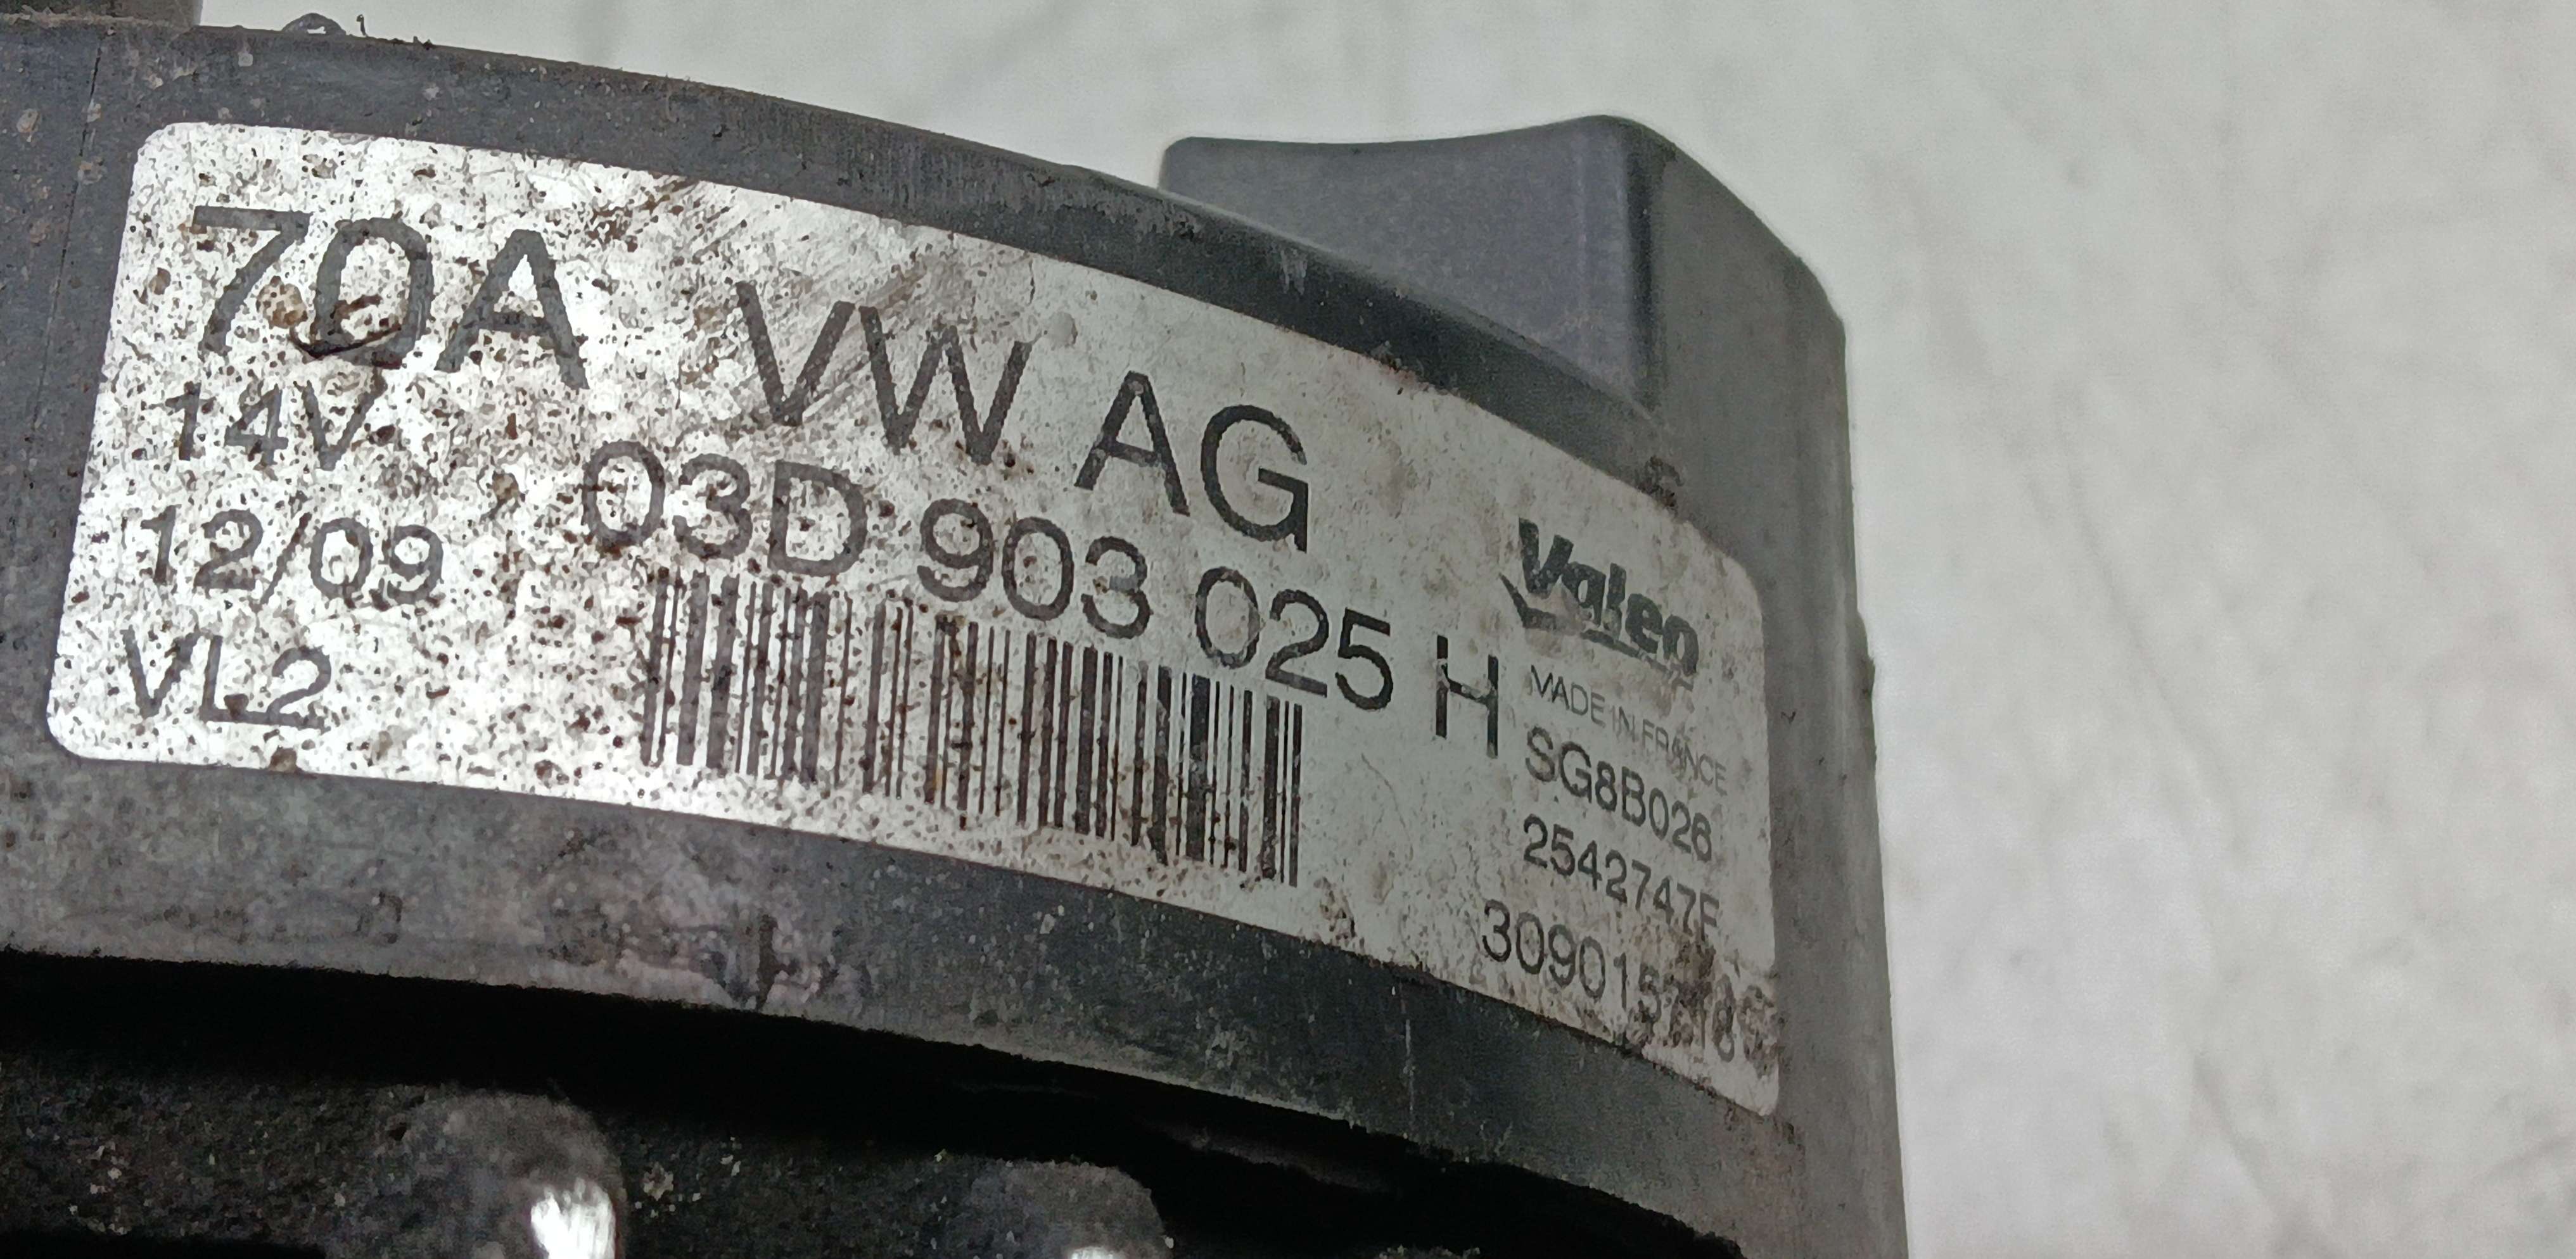 70A
14V
12/09
VL2
VW AG
03D 903 025 H
Valeo
MADE IN FRANCE
SG8B026
2542747F